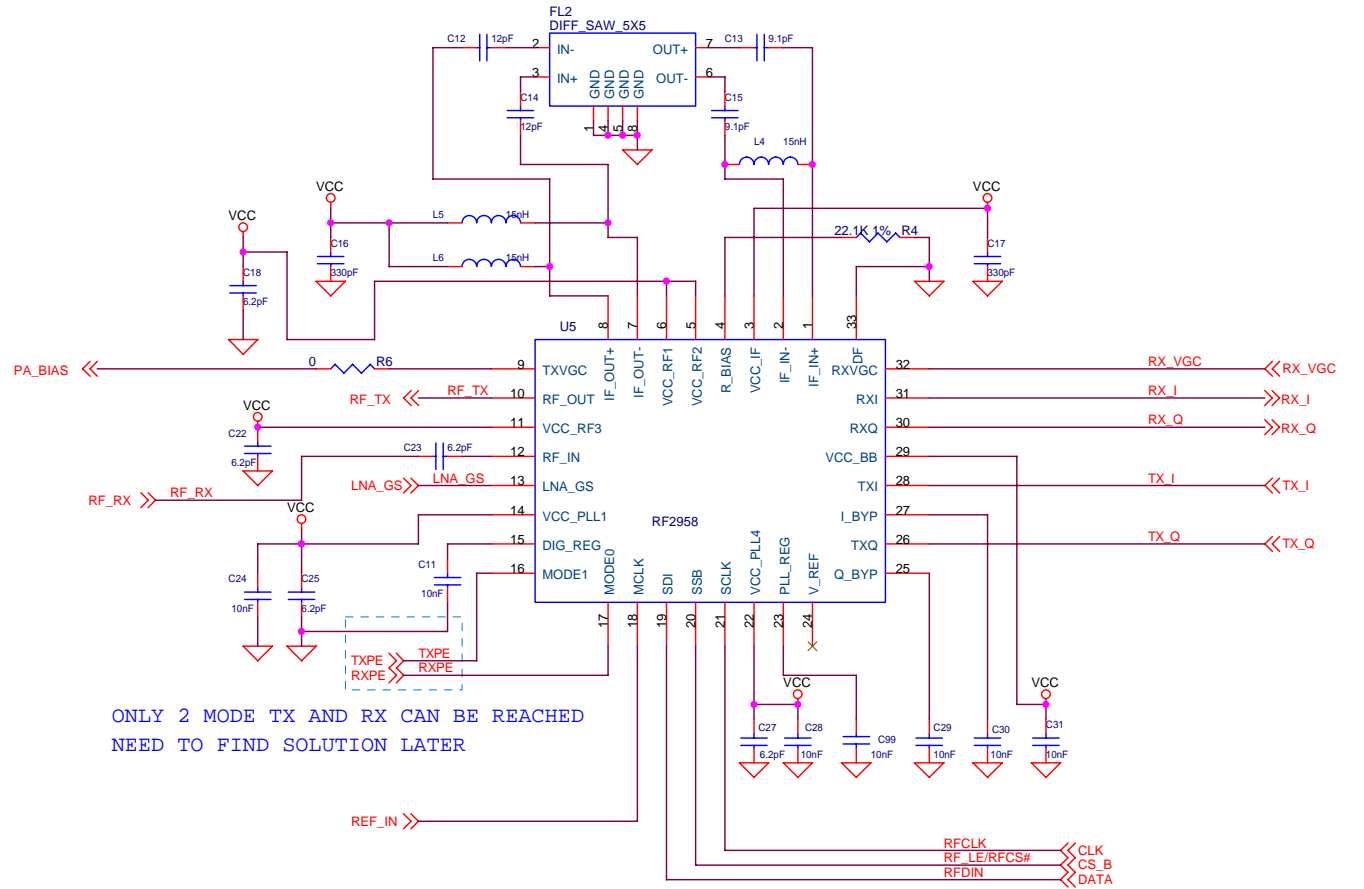 FL2
DIFF_SAW_5X5
C12 12pF 2 IN- OUT+ 7 C13 9.1pF
3 IN+ OUT- 6
GND GND GND GND
1 4 5 8
C14 12pF
C15 9.1pF
L4 15nH
VCC
VCC
VCC
L5 15nH
22.1K 1% R4
C16 330pF
C17 330pF
L6 15nH
C18 6.2pF
U5
8 7 6 5 4 3 2 1 33
IF_OUT+ IF_OUT- VCC_RF1 VCC_RF2 R_BIAS VCC_IF IF_IN- IF_IN+ DF
PA_BIAS 0 R6 9 TXVGC
RXVGC 32 RX_VGC RX_VGC
RF_TX RF_TX 10 RF_OUT
RXI 31 RX_I RX_I
VCC
C22 6.2pF
11 VCC_RF3
RXQ 30 RX_Q RX_Q
C23 6.2pF 12 RF_IN
VCC_BB 29
RF_RX RF_RX
LNA_GS LNA_GS 13 LNA_GS
TXI 28 TX_I TX_I
VCC
14 VCC_PLL1
RF2958
I_BYP 27
15 DIG_REG
TXQ 26 TX_Q TX_Q
16 MODE1
Q_BYP 25
C24 10nF
C25 6.2pF
C11 10nF
MODE0 MCLK SDI SSB SCLK VCC_PLL4 PLL_REG V_REF
17 18 19 20 21 22 23 24
TXPE TXPE
RXPE RXPE
VCC
VCC
ONLY 2 MODE TX AND RX CAN BE REACHED
NEED TO FIND SOLUTION LATER
C27 6.2pF
C28 10nF
C99 10nF
C29 10nF
C30 10nF
C31 10nF
REF_IN
RFCLK CLK
RF_LE/RFCS# CS_B
RFDIN DATA